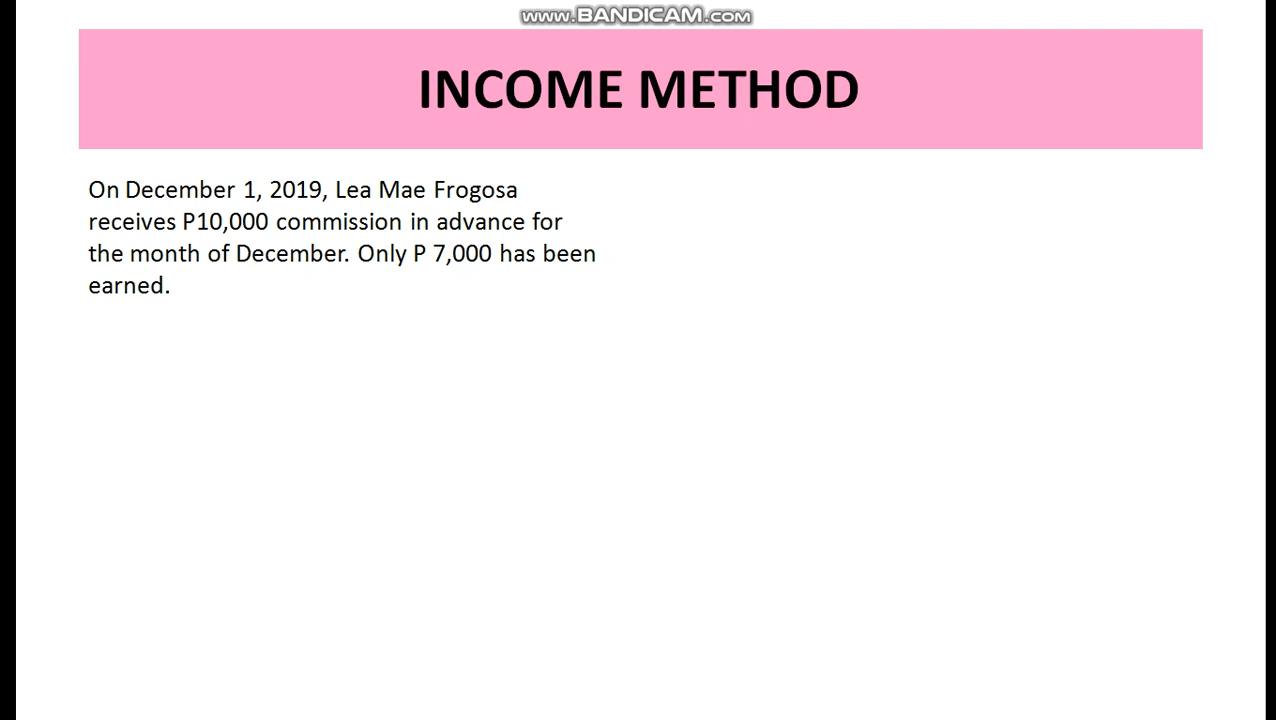 www.BANDICAM.com
INCOME METHOD
On December 1, 2019, Lea Mae Frogosa
receives P10,000 commission in advance for
the month of December. Only P 7,000 has been
earned.